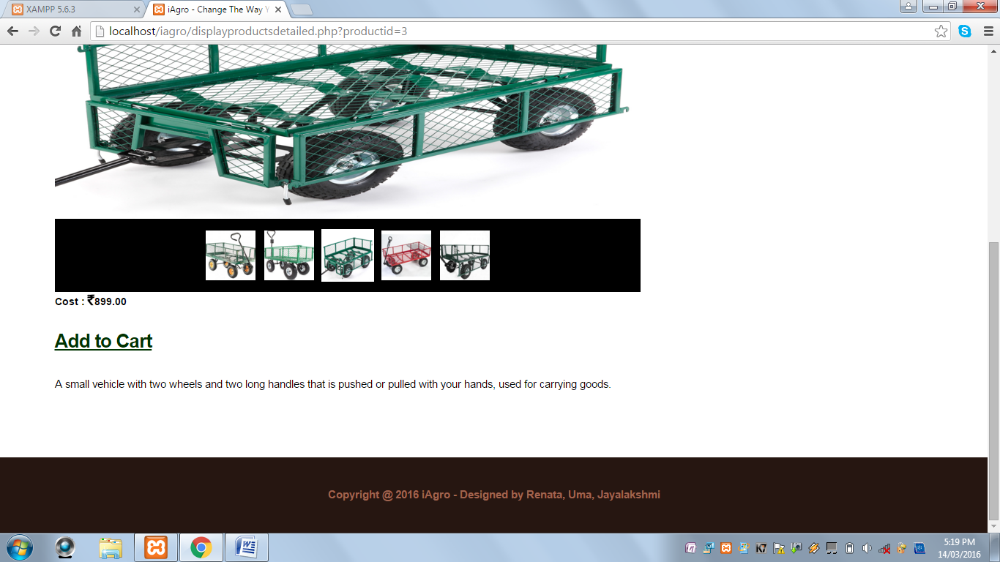 XAMPP 5.6.3
iAgro - Change The Way Y
localhost/iagro/displayproductsdetailed.php?productid=3
Cost : ₹899.00
Add to Cart
A small vehicle with two wheels and two long handles that is pushed or pulled with your hands, used for carrying goods.
Copyright @ 2016 iAgro - Designed by Renata, Uma, Jayalakshmi
5:19 PM
14/03/2016